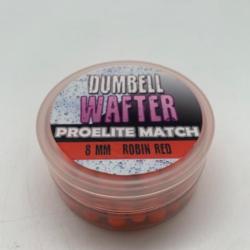 DUMBELL
WAFTER
PROELITE MATCH
8 MM ROBIN RED